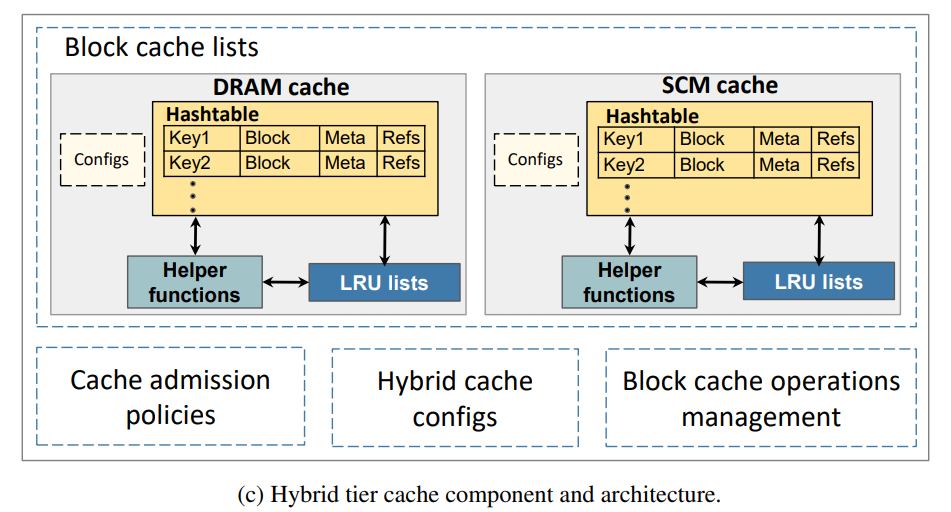 Block cache lists
DRAM cache
Hashtable
Key1 Block Meta Refs
Key2 Block Meta Refs
Configs
Helper
functions
LRU lists
SCM cache
Hashtable
Key1 Block Meta Refs
Key2 Block Meta Refs
Configs
Helper
functions
LRU lists
Cache admission
policies
Hybrid cache
configs
Block cache operations
management
(c) Hybrid tier cache component and architecture.